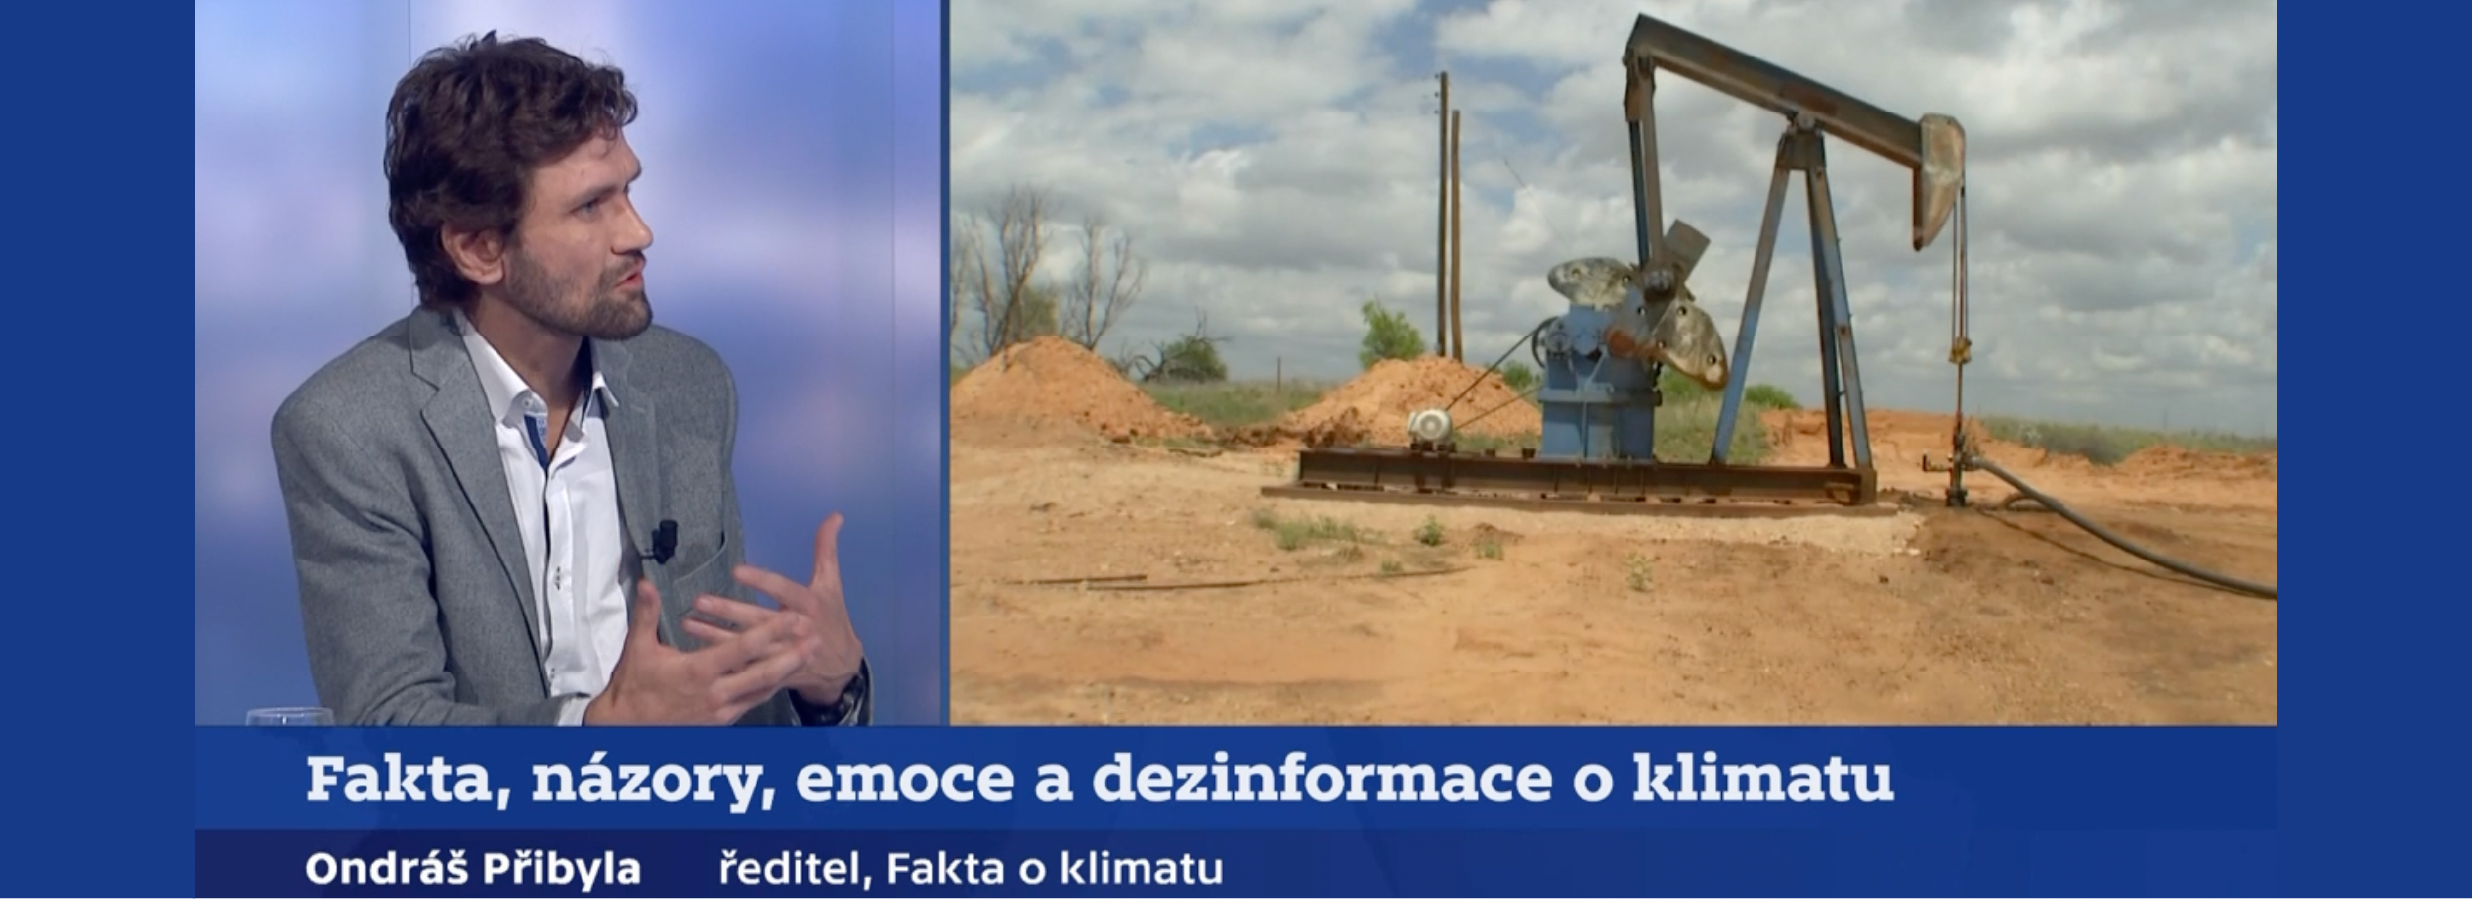 Fakta, názory, emoce a dezinformace o klimatu
Ondráš Přibyla ředitel, Fakta o klimatu